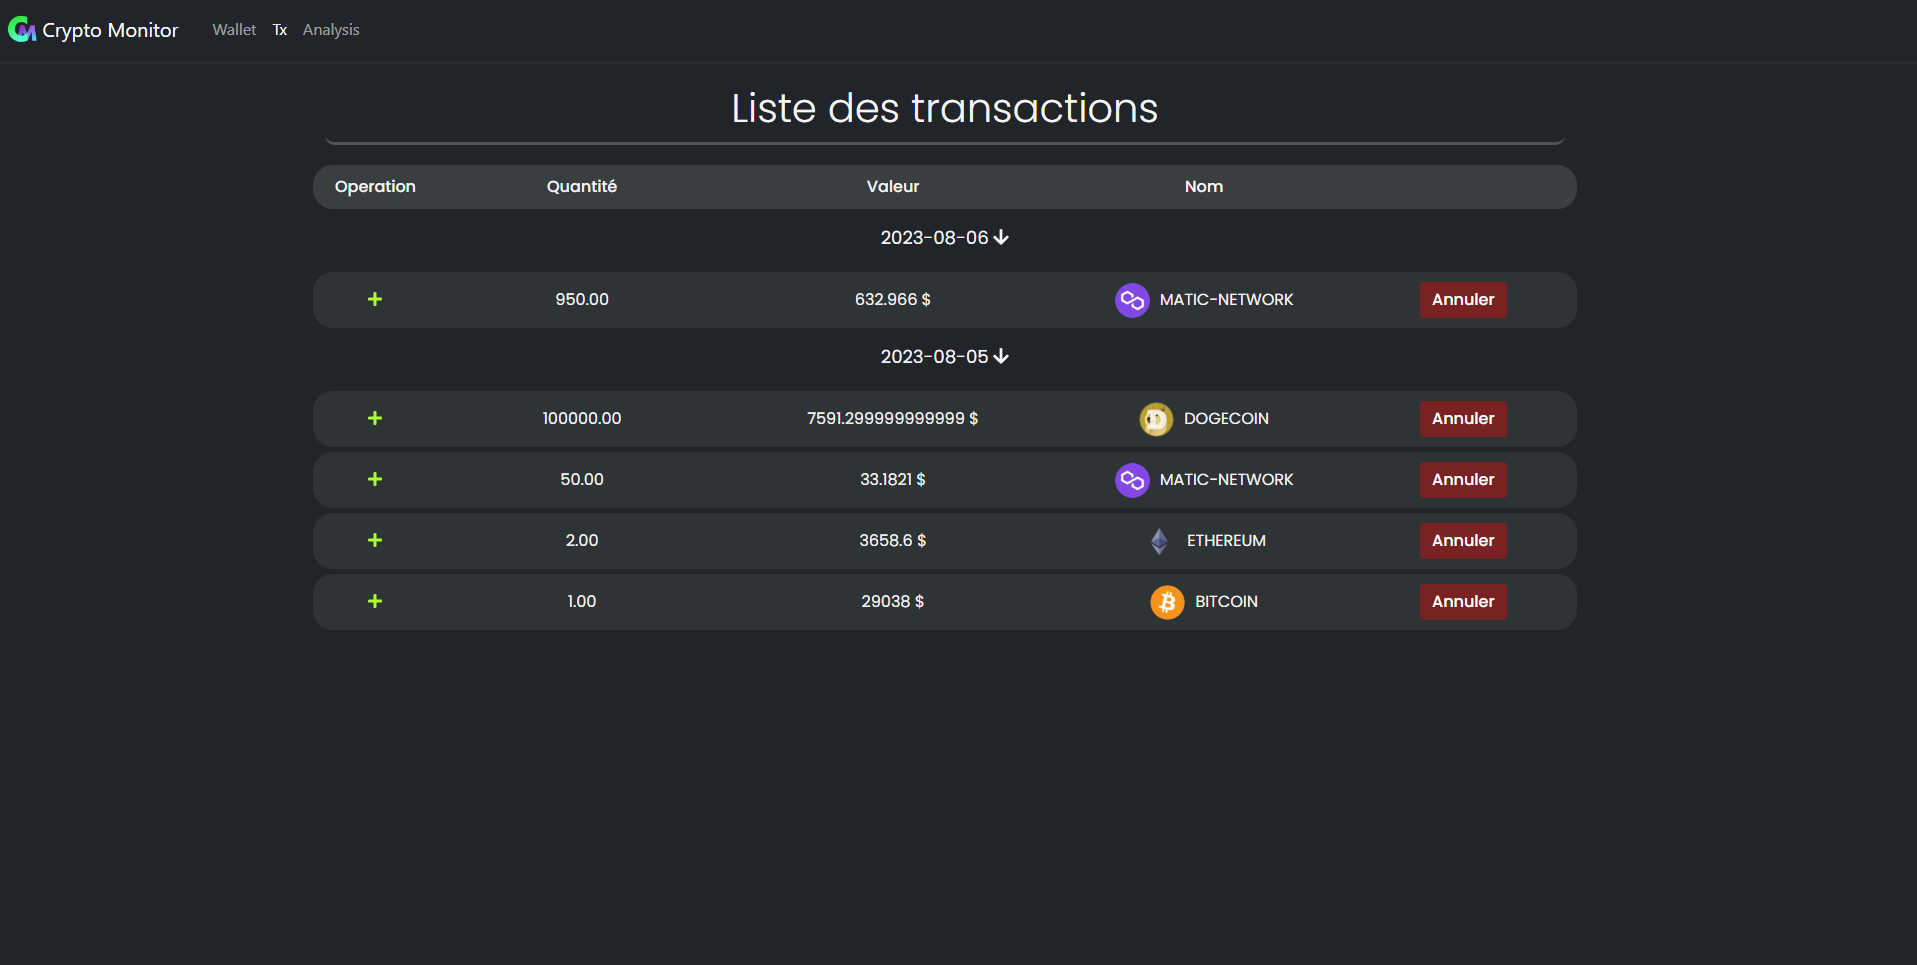 Crypto Monitor Wallet Tx Analysis
Liste des transactions
Operation Quantité Valeur Nom
2023-08-06
950.00 632.966 $ MATIC-NETWORK Annuler
2023-08-05
100000.00 7591.299999999999 $ DOGECOIN Annuler
50.00 33.1821 $ MATIC-NETWORK Annuler
2.00 3658.6 $ ETHEREUM Annuler
1.00 29038 $ BITCOIN Annuler